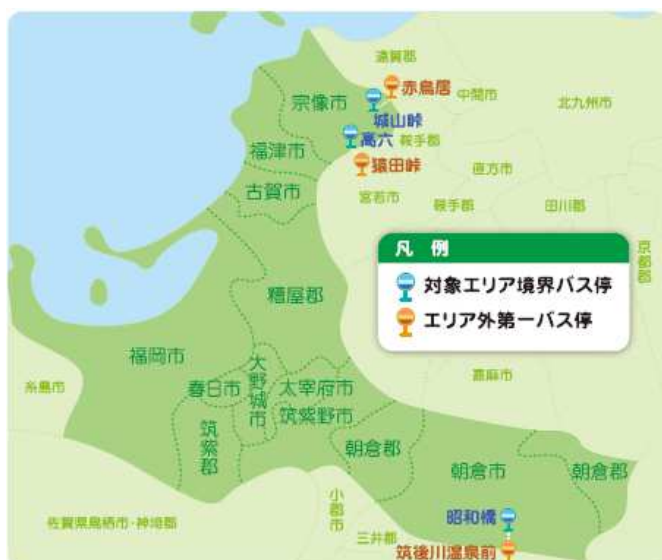 遠賀郡
赤鳥居
宗像市
中間市
北九州市
城山峠
高六
鞍手郡
福津市
猿田峠
直方市
古賀市
宮若市
鞍手郡
田川郡
京都郡
凡 例
対象エリア境界バス停
エリア外第一バス停
糟屋郡
福岡市
大野城市
嘉麻市
糸島市
春日市
太宰府市
筑紫野市
筑紫郡
朝倉郡
朝倉市
朝倉郡
小郡市
昭和橋
佐賀県鳥栖市・神埼郡
三井郡
筑後川温泉前